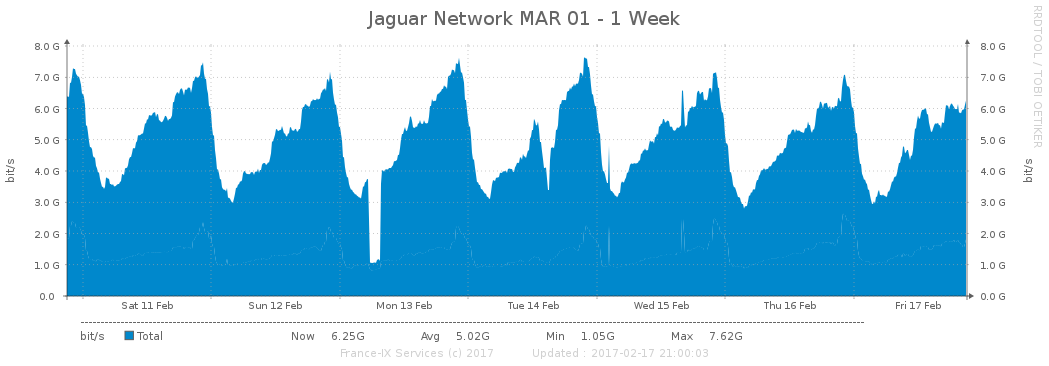 Jaguar Network MAR 01 - 1 Week
RRDTOOL / TOBI OETIKER
8.0 G 8.0 G
7.0 G 7.0 G
6.0 G 6.0 G
5.0 G 5.0 G
4.0 G 4.0 G
3.0 G 3.0 G
2.0 G 2.0 G
1.0 G 1.0 G
0.0 0.0 G
bit/s bit/s
Sat 11 Feb Sun 12 Feb Mon 13 Feb Tue 14 Feb Wed 15 Feb Thu 16 Feb Fri 17 Feb
bit/s Total Now 6.25G Avg 5.02G Min 1.05G Max 7.62G
France-IX Services (c) 2017 Updated : 2017-02-17 21:00:03